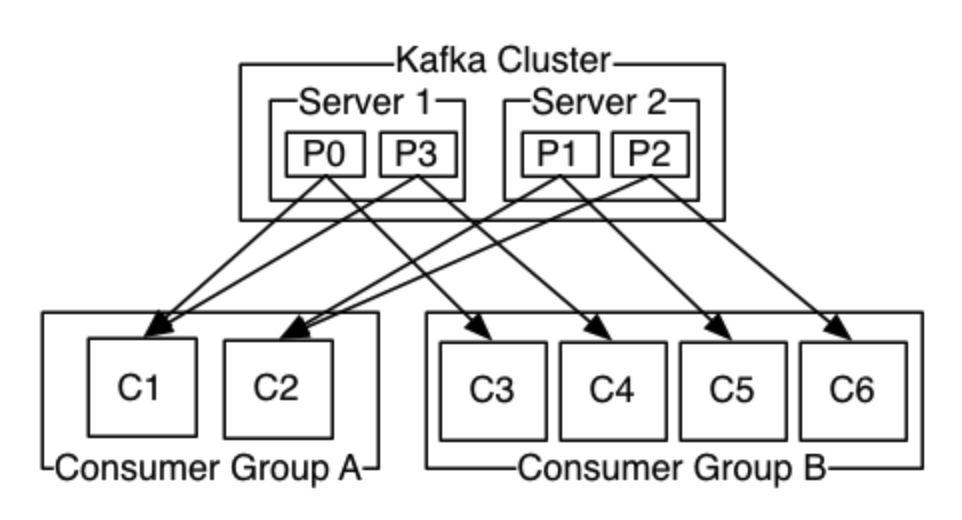 Kafka Cluster
Server 1
Server 2
P0 P3 P1 P2
C1 C2 C3 C4 C5 C6
Consumer Group A
Consumer Group B